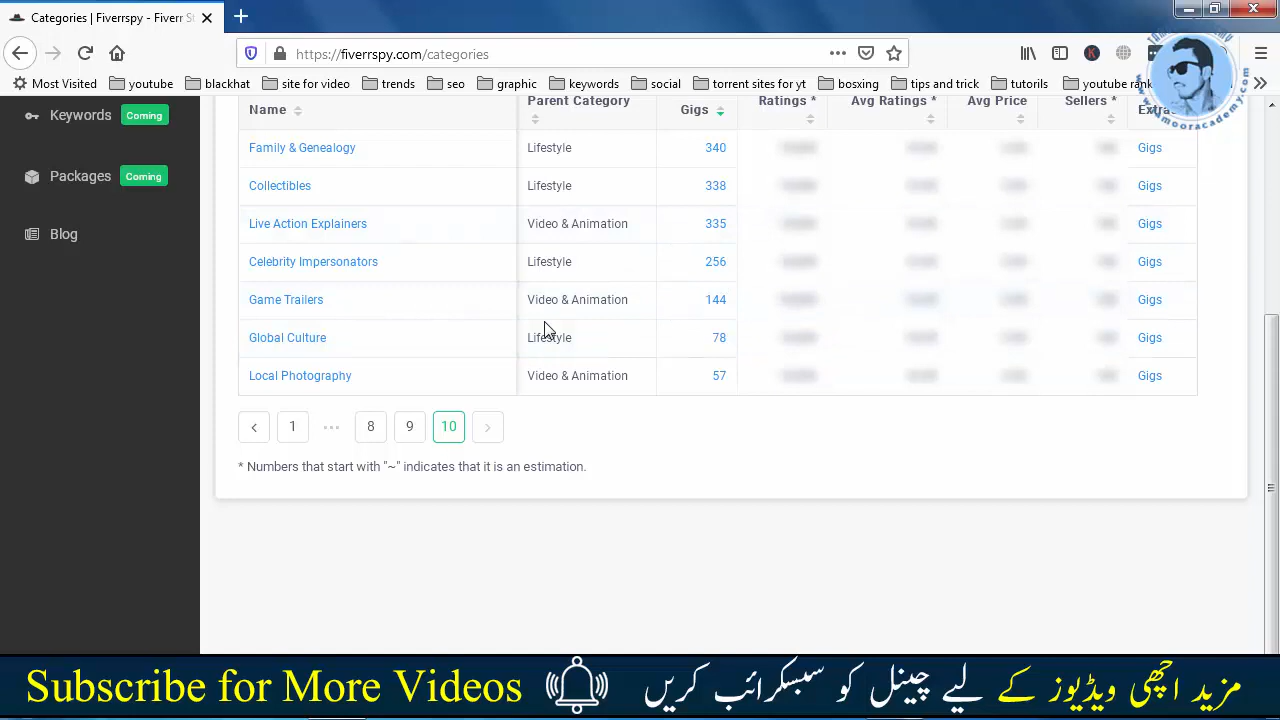 Categories | Fiverrspy - Fiverr St
https://fiverrspy.com/categories
Most Visited youtube blackhat site for video trends seo graphic keywords social torrent sites for yt bosxing tips and trick tutorils youtube rank
www.mooracademy.com
Keywords Coming
Packages Coming
Blog
Name Parent Category Gigs Ratings * Avg Ratings * Avg Price Sellers * Extra
Family & Genealogy Lifestyle 340 Gigs
Collectibles Lifestyle 338 Gigs
Live Action Explainers Video & Animation 335 Gigs
Celebrity Impersonators Lifestyle 256 Gigs
Game Trailers Video & Animation 144 Gigs
Global Culture Lifestyle 78 Gigs
Local Photography Video & Animation 57 Gigs
< 1 ••• 8 9 10 >
* Numbers that start with "~" indicates that it is an estimation.
Subscribe for More Videos
مزید اچھی ویڈیوز کے لیے چینل کو سبسکرائب کریں